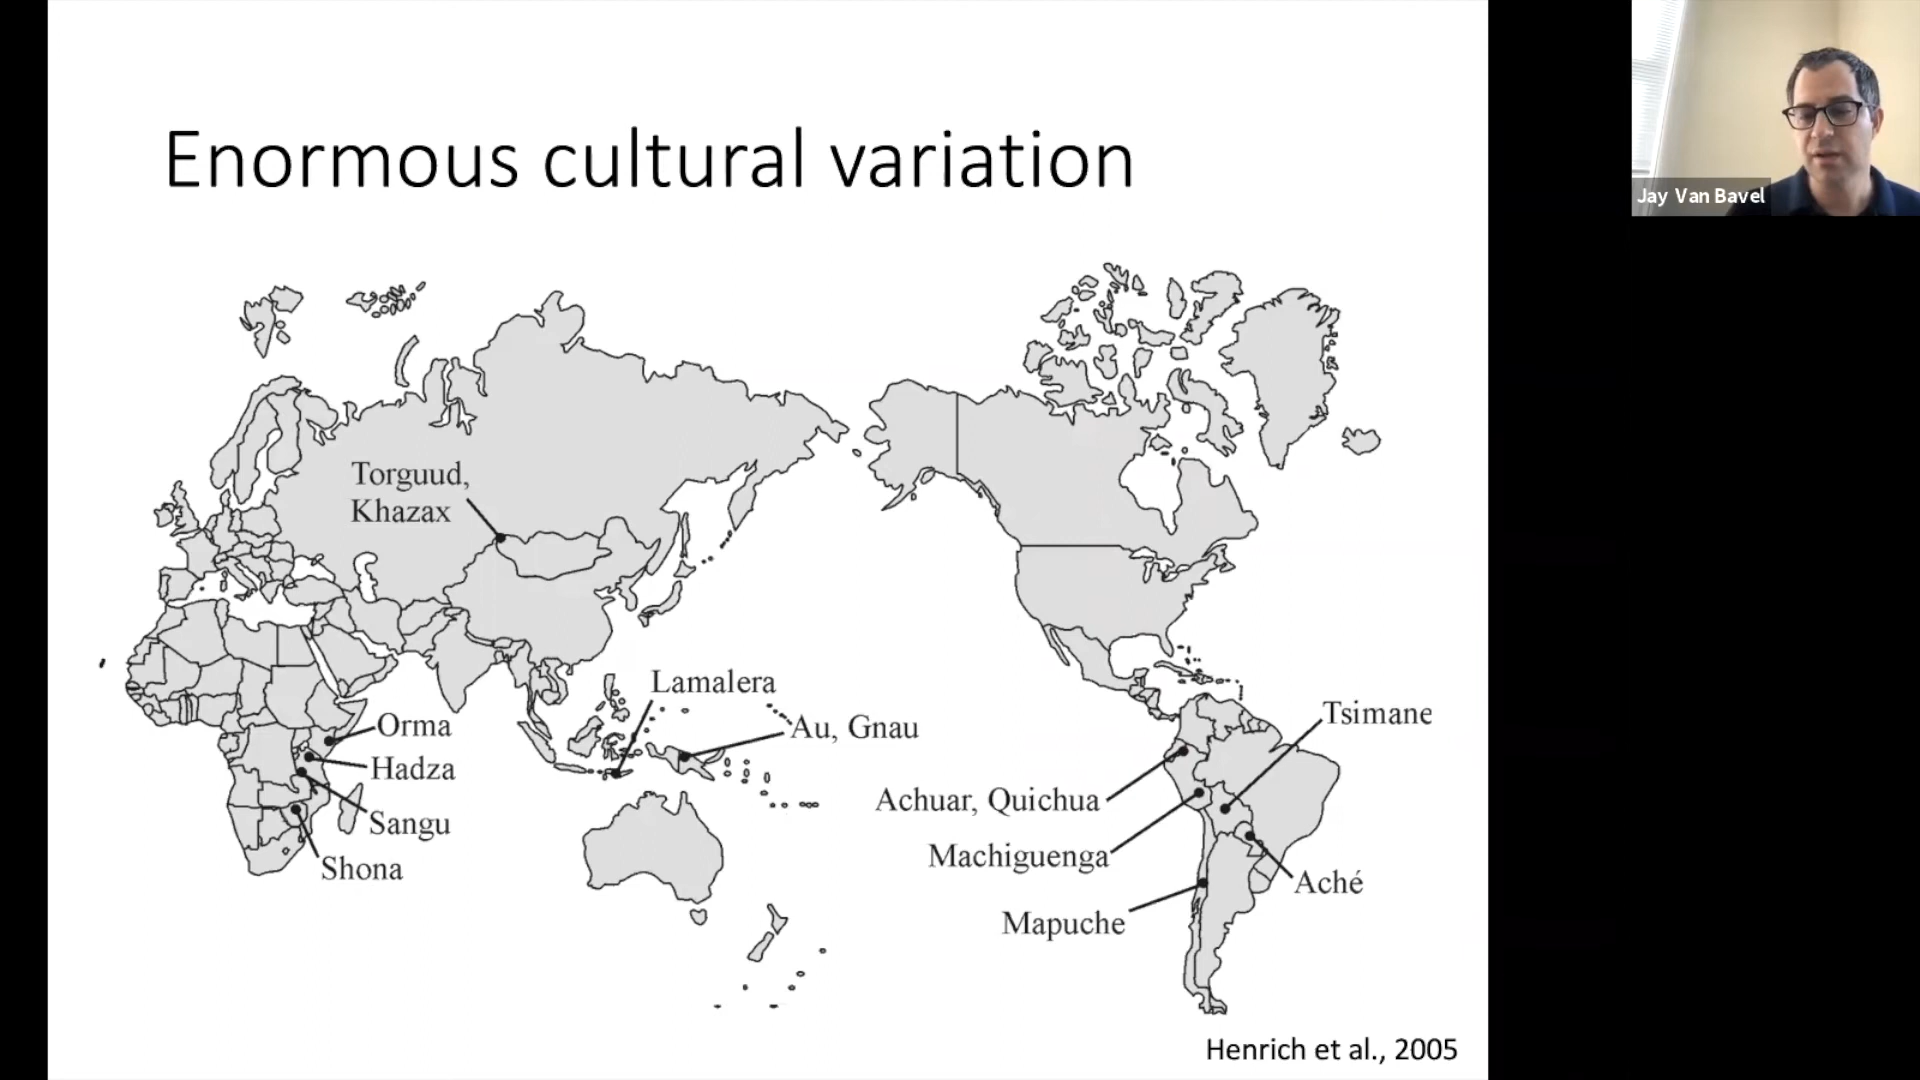 Enormous cultural variation
Jay Van Bavel
Torguud,
Khazax
Lamalera
Au, Gnau
Orma
Hadza
Sangu
Shona
Tsimane
Achuar, Quichua
Machiguenga
Aché
Mapuche
Henrich et al., 2005